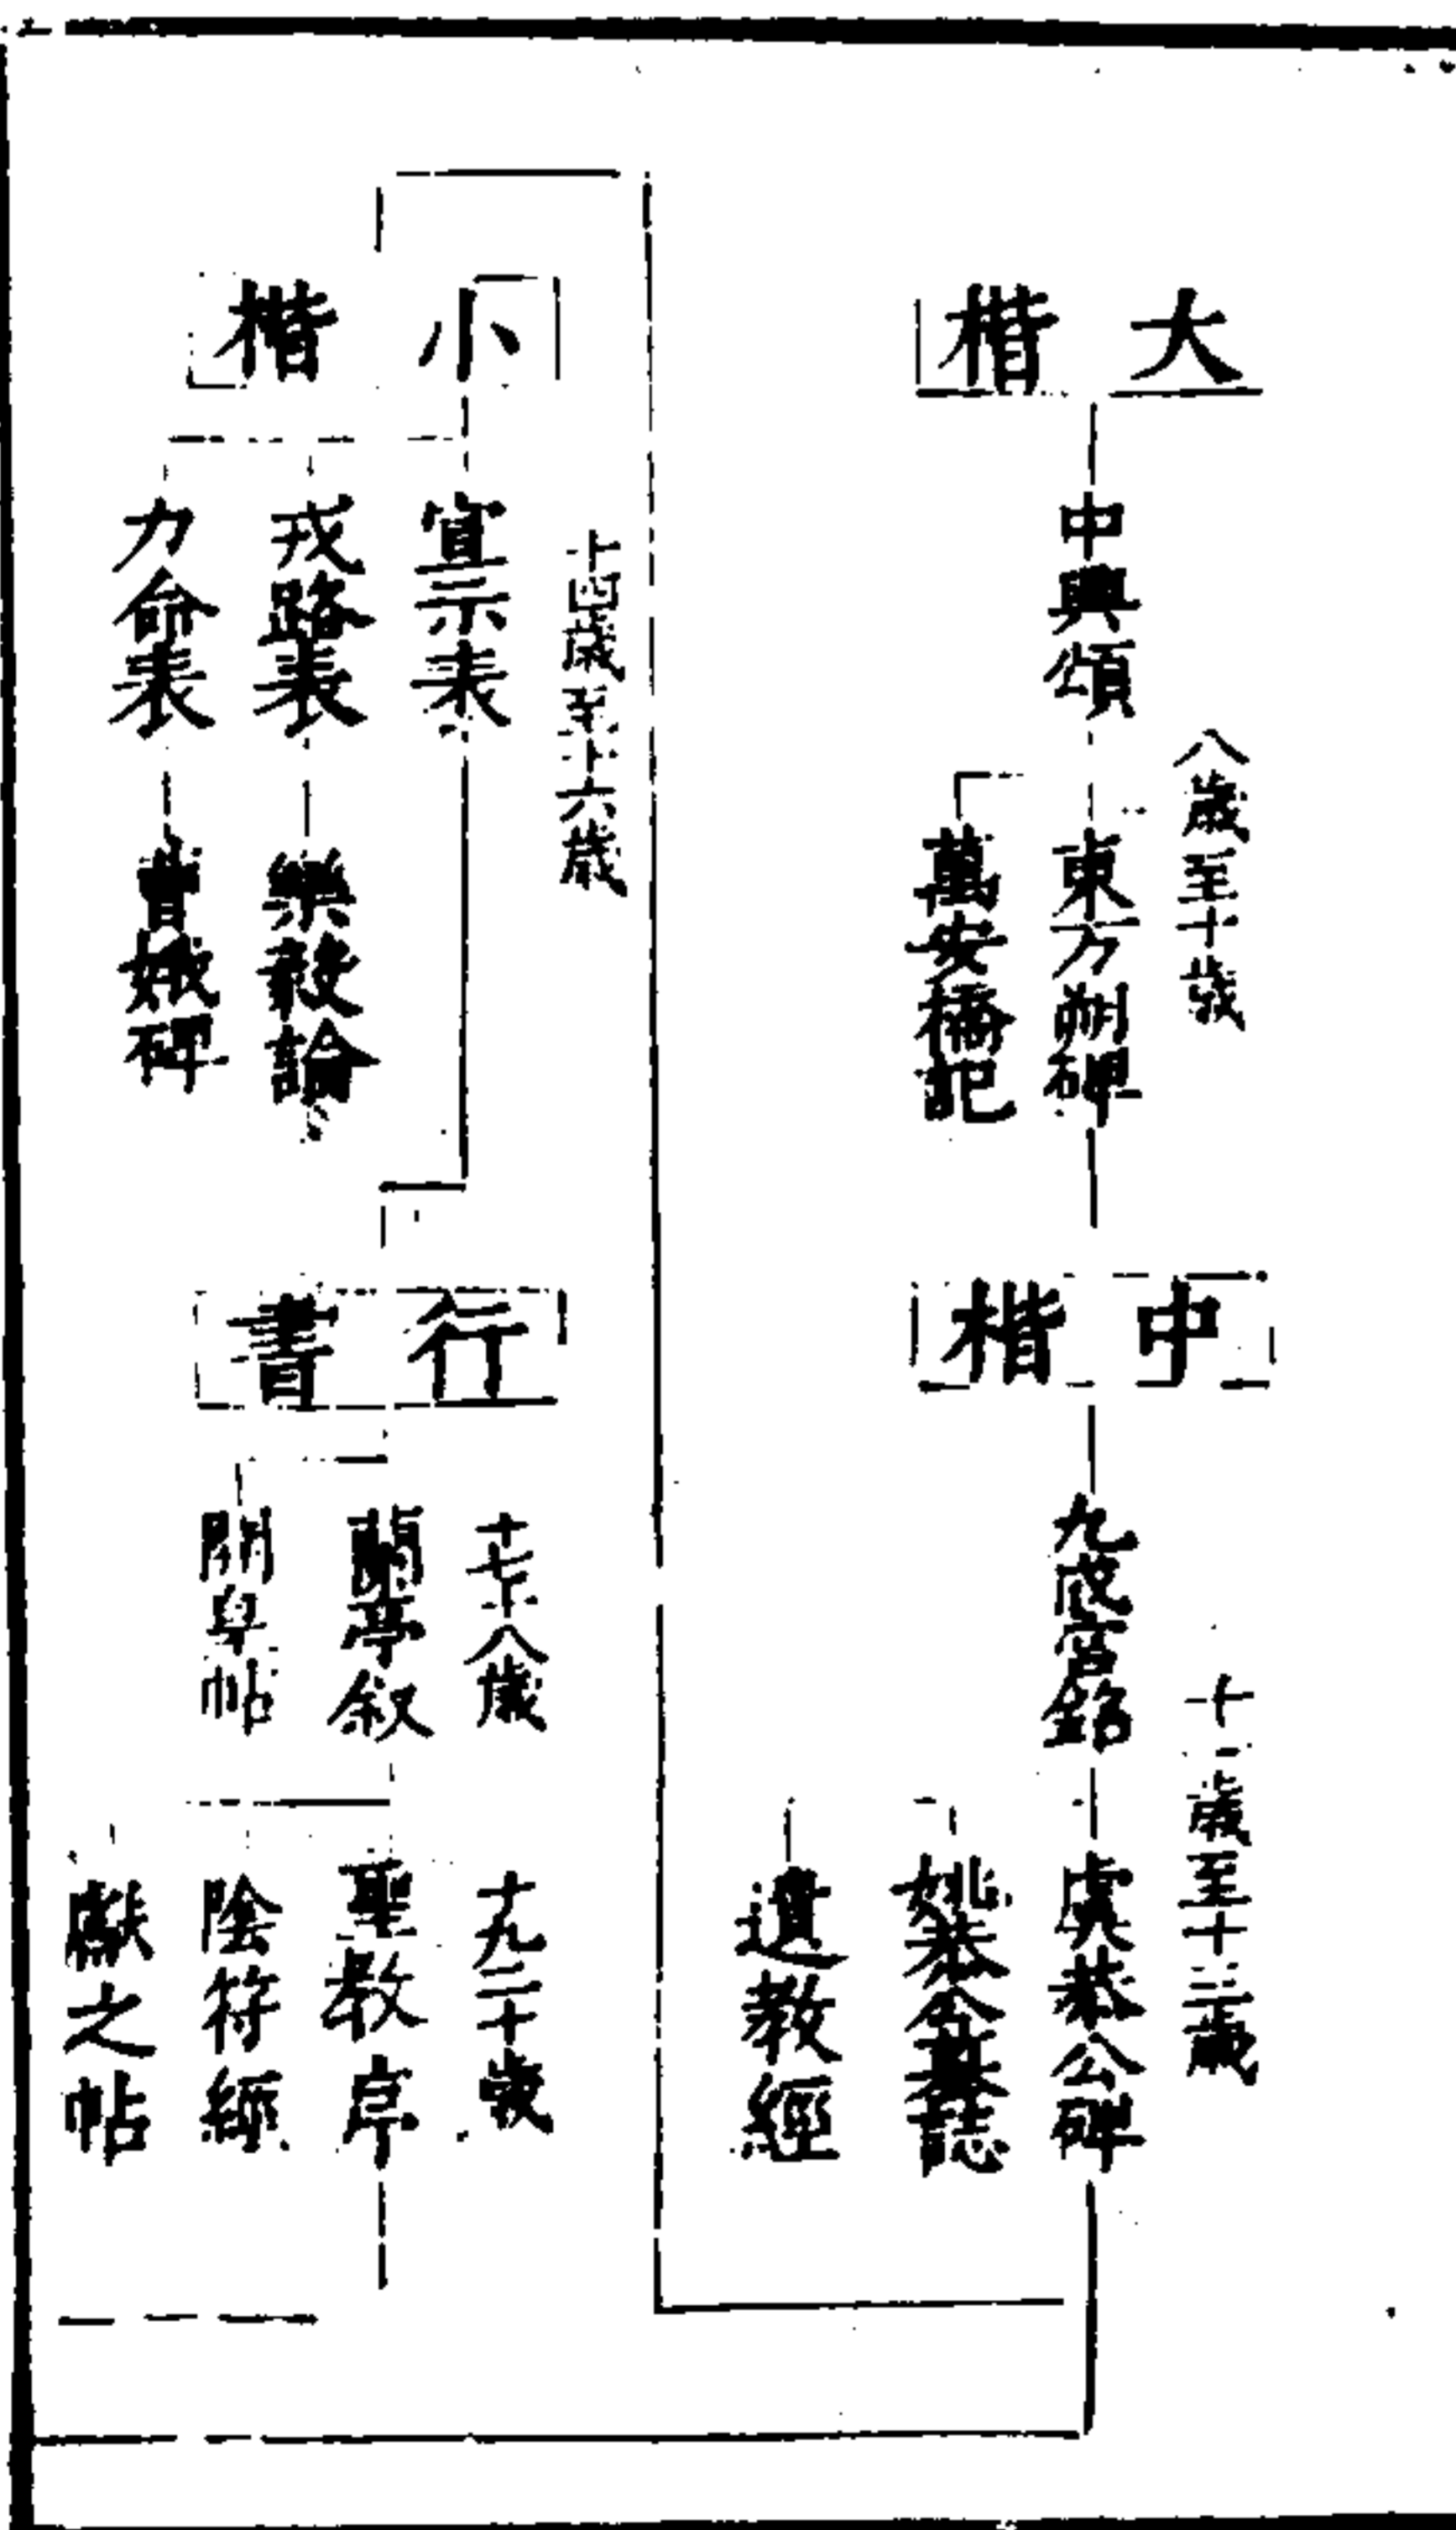 大楷
八歲至十歲
中興頌
東方朔碑
萬安橋記
中楷
十一歲至十三歲
九成宮銘
虞恭公碑
姚恭公墓誌
遺教經
小楷
十四歲至十六歲
宣示表
戎路表
力命表
樂毅論
曹娥碑
行書
十七十八歲
蘭亭敘
開皇帖
十九二十歲
聖教序
陰符經
獻之帖